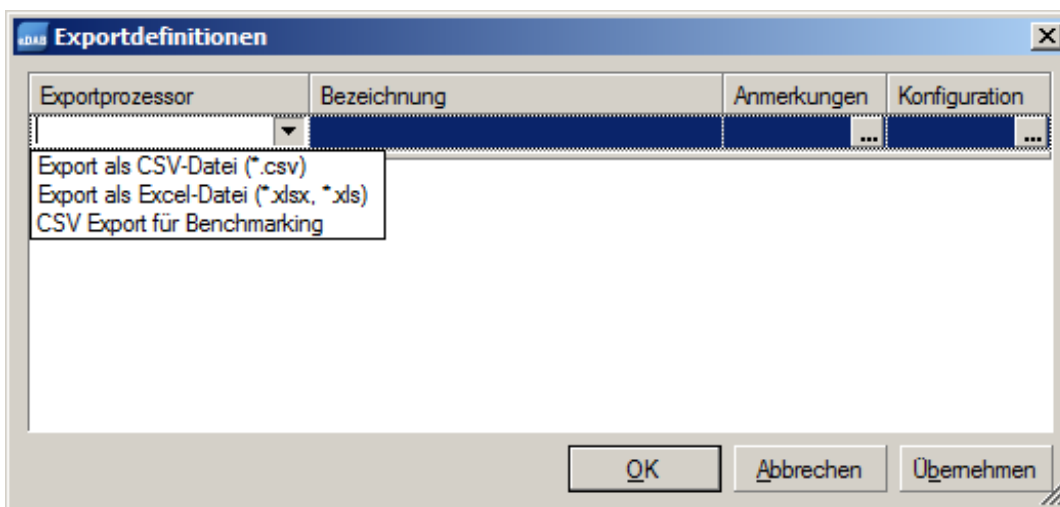 eDAB Exportdefinitionen
Exportprozessor Bezeichnung Anmerkungen Konfiguration
... ...
Export als CSV-Datei (*.csv)
Export als Excel-Datei (*.xlsx, *.xls)
CSV Export für Benchmarking
OK Abbrechen Übernehmen